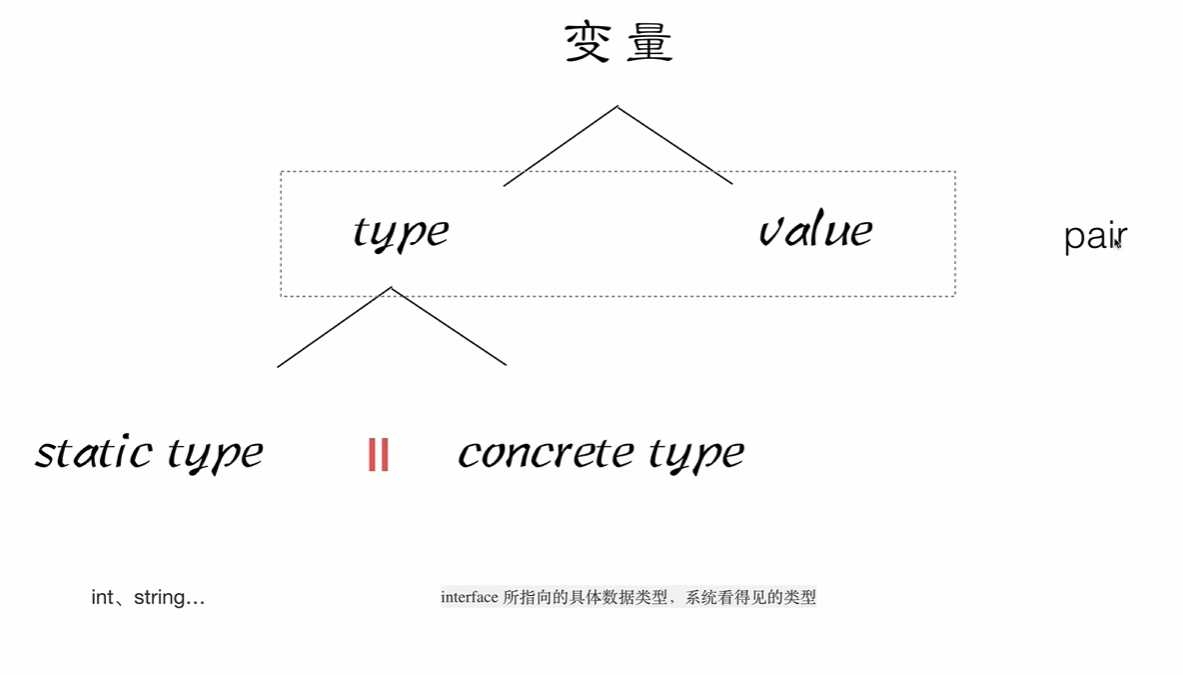 变量
type
value
pair
static type || concrete type
int、string...
interface 所指向的具体数据类型，系统看得见的类型